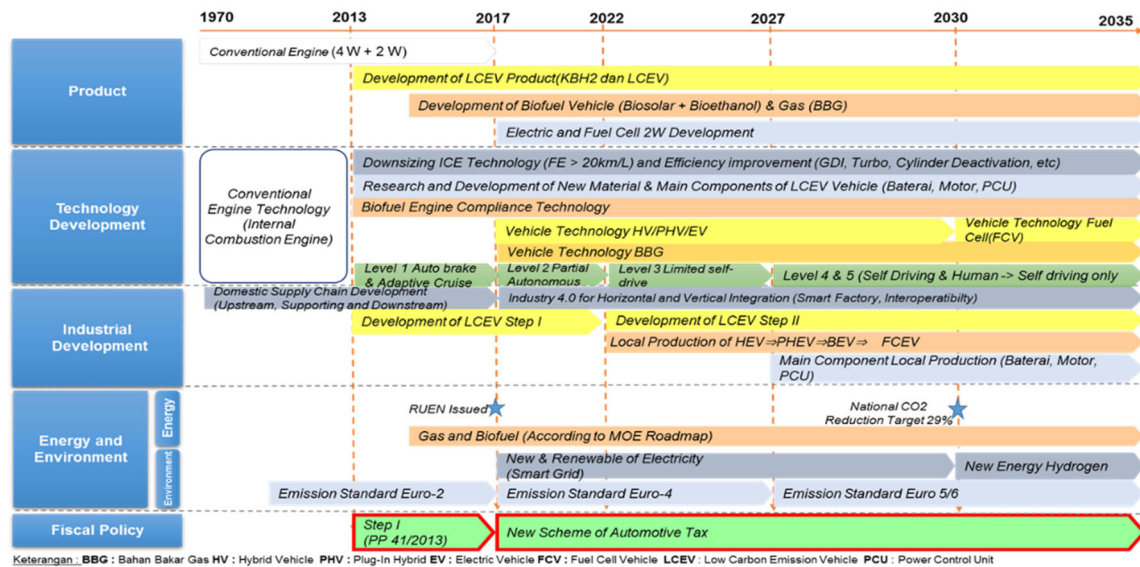 1970 2013 2017 2022 2027 2030 2035
Product
Conventional Engine (4 W + 2 W)
Development of LCEV Product(KBH2 dan LCEV)
Development of Biofuel Vehicle (Biosolar + Bioethanol) & Gas (BBG)
Electric and Fuel Cell 2W Development
Technology
Development
Conventional
Engine Technology
(Internal
Combustion Engine)
Downsizing ICE Technology (FE > 20km/L) and Efficiency improvement (GDI, Turbo, Cylinder Deactivation, etc)
Research and Development of New Material & Main Components of LCEV Vehicle (Baterai, Motor, PCU)
Biofuel Engine Compliance Technology
Vehicle Technology HV/PHV/EV
Vehicle Technology Fuel
Cell(FCV)
Vehicle Technology BBG
Level 1 Auto brake
& Adaptive Cruise
Level 2 Partial
Autonomous
Level 3 Limited self-
drive
Level 4 & 5 (Self Driving & Human -> Self driving only
Industrial
Development
Domestic Supply Chain Development
(Upstream, Supporting and Downstream)
Industry 4.0 for Horizontal and Vertical Integration (Smart Factory, Interoperatibilty)
Development of LCEV Step I
Development of LCEV Step II
Local Production of HEV⇒PHEV⇒BEV⇒ FCEV
Main Component Local Production (Baterai, Motor,
PCU)
Energy and
Environment
Energy
Environment
RUEN Issued
National CO2
Reduction Target 29%
Gas and Biofuel (According to MOE Roadmap)
New & Renewable of Electricity
(Smart Grid)
New Energy Hydrogen
Emission Standard Euro-2
Emission Standard Euro-4
Emission Standard Euro 5/6
Fiscal Policy
Step I
(PP 41/2013)
New Scheme of Automotive Tax
Keterangan : BBG : Bahan Bakar Gas HV : Hybrid Vehicle PHV : Plug-In Hybrid EV : Electric Vehicle FCV : Fuel Cell Vehicle LCEV : Low Carbon Emission Vehicle PCU : Power Control Unit